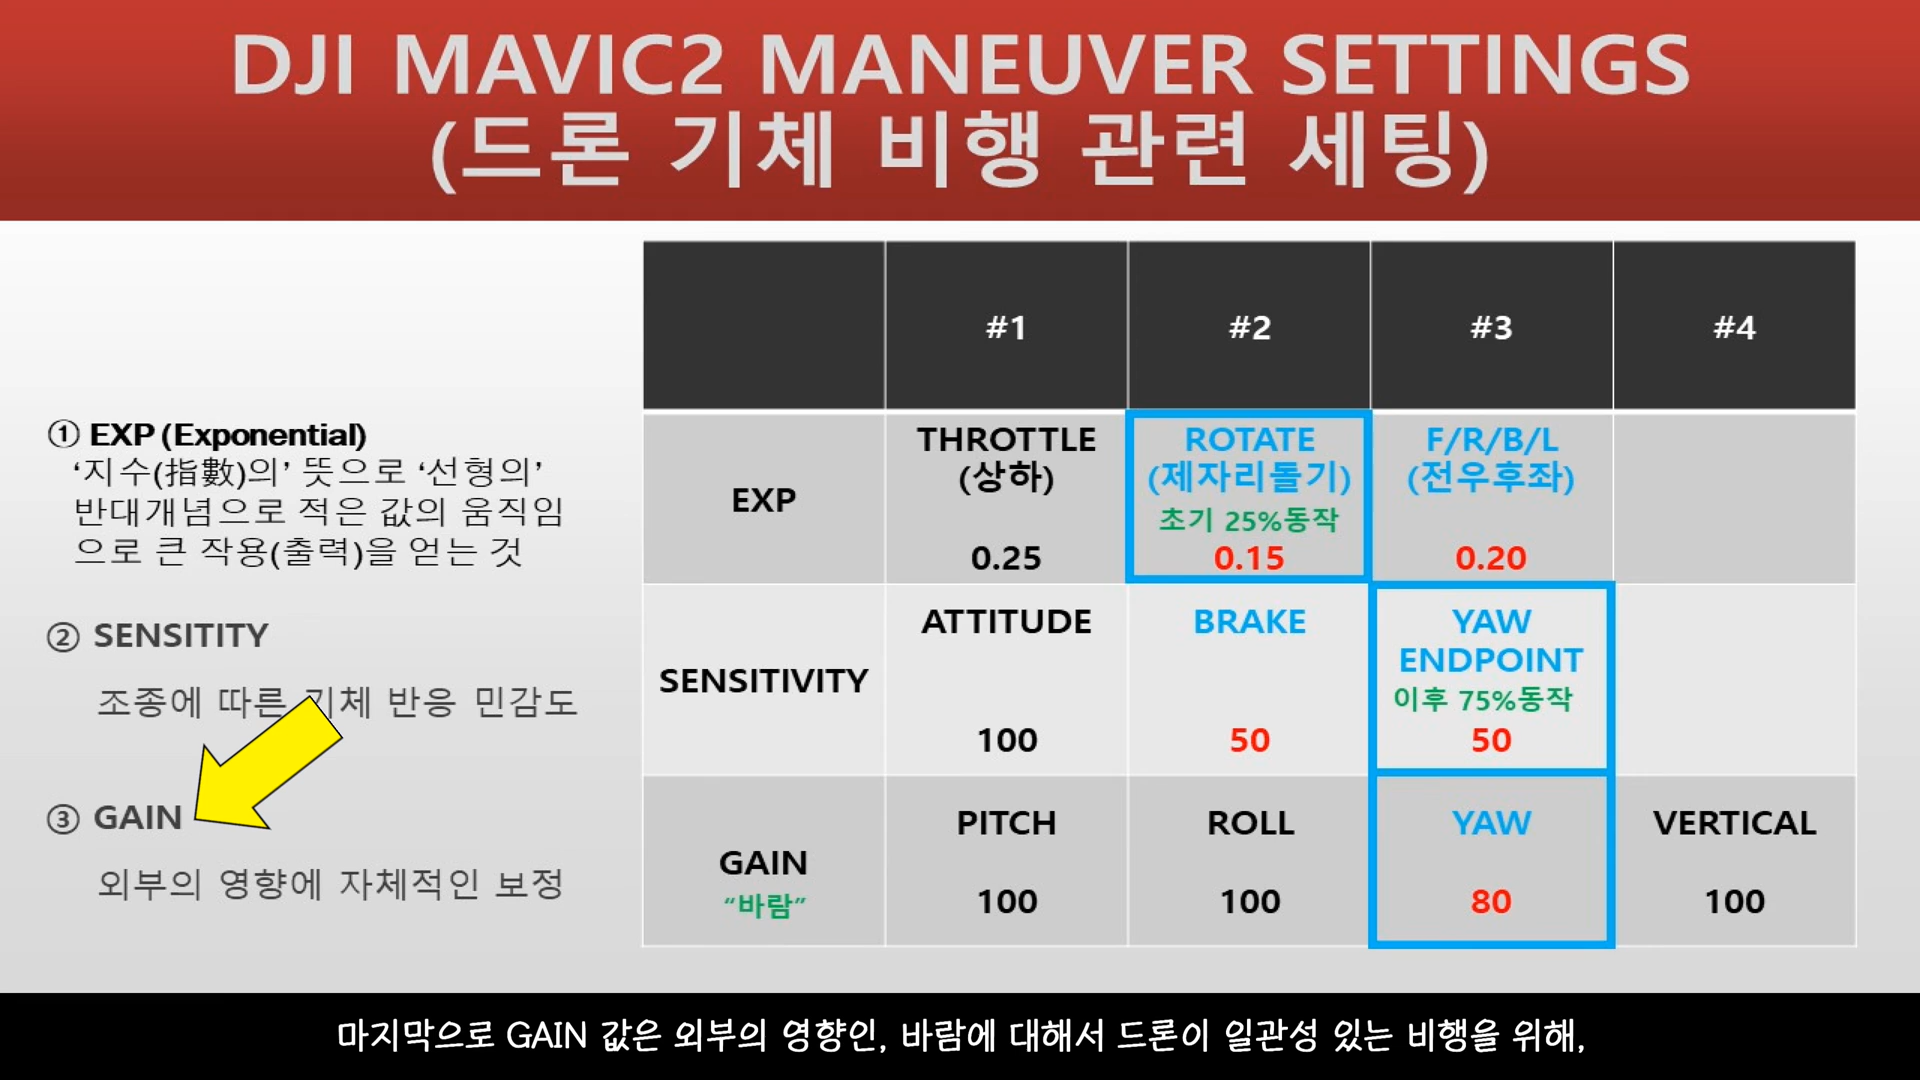 DJI MAVIC2 MANEUVER SETTINGS
(드론 기체 비행 관련 세팅)
① EXP (Exponential)
‘지수(指數)의’ 뜻으로 ‘선형의’
반대개념으로 적은 값의 움직임
으로 큰 작용(출력)을 얻는 것
② SENSITITY
조종에 따른 기체 반응 민감도
③ GAIN
외부의 영향에 자체적인 보정
#1 #2 #3 #4
EXP
THROTTLE
(상하)
0.25
ROTATE
(제자리돌기)
초기 25%동작
0.15
F/R/B/L
(전우후좌)
0.20
SENSITIVITY
ATTITUDE
100
BRAKE
50
YAW
ENDPOINT
이후 75%동작
50
GAIN
“바람”
PITCH
100
ROLL
100
YAW
80
VERTICAL
100
마지막으로 GAIN 값은 외부의 영향인, 바람에 대해서 드론이 일관성 있는 비행을 위해,